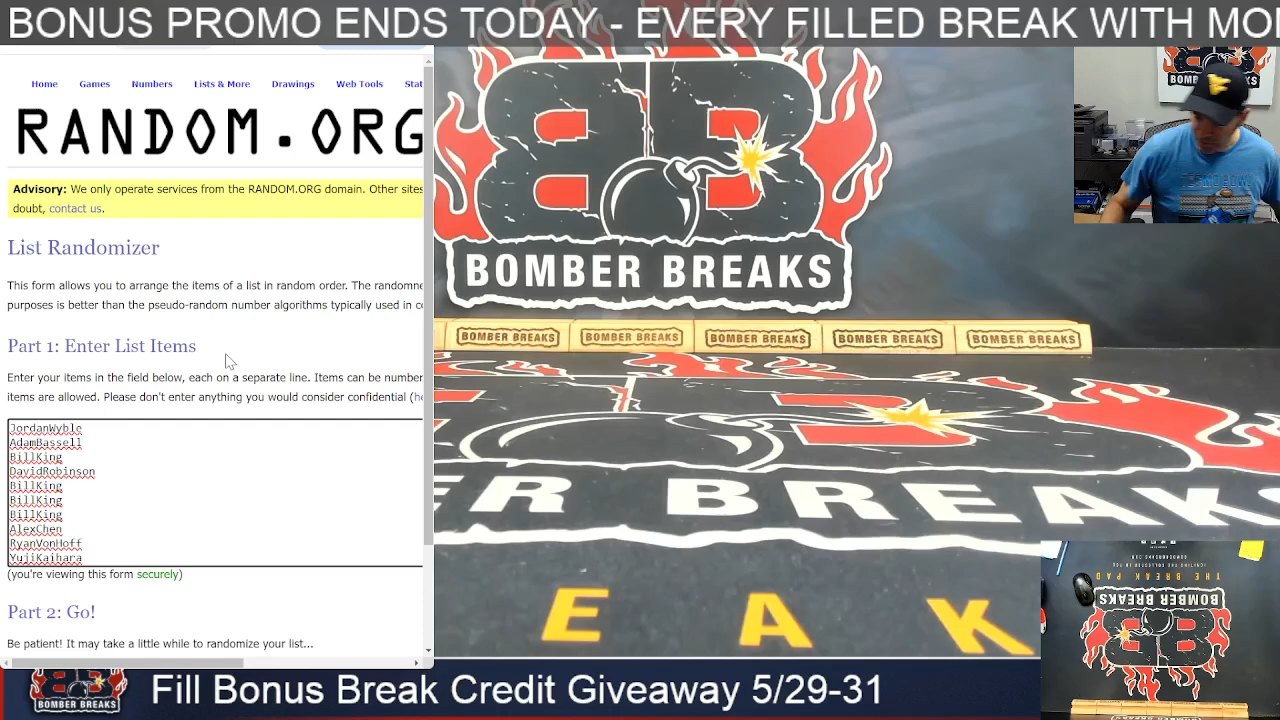 BONUS PROMO ENDS TODAY - EVERY FILLED BREAK WITH
Home Games Numbers Lists & More Drawings Web Tools
RANDOM.ORG
Advisory: We only operate services from the RANDOM.ORG domain. Other sites
doubt, contact us.
List Randomizer
This form allows you to arrange the items of a list in random order. The
purposes is better than the pseudo-random number algorithms typically used in
Part 1: Enter List Items
Enter your items in the field below, each on a separate line. Items can be
items are allowed. Please don't enter anything you would consider confidential
JordanWyble
AdamBassell
BillKing
DavidRobinson
BillKing
BillKing
BillKing
AlexChen
RyanVonHoff
YujiKaihara
(you're viewing this form securely)
Part 2: Go!
Be patient! It may take a little while to randomize your list...
BOMBER BREAKS
BOMBER BREAKS
BOMBER BREAKS
BOMBER BREAKS
BOMBER BREAKS
BOMBER BREAKS
ER BREAKS
E A K
BOMBER BREAKS
THE BREAK PAD
BOMBER BREAKS
BOMBER BREAKS
Fill Bonus Break Credit Giveaway 5/29-31